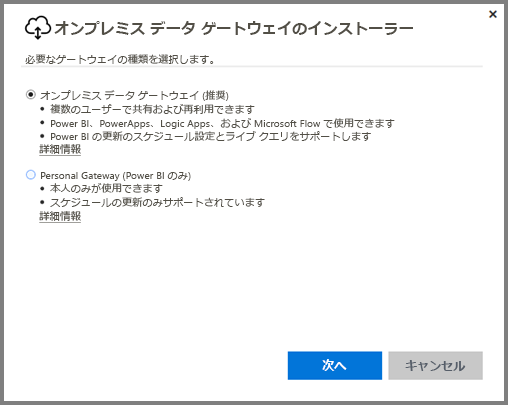 オンプレミス データ ゲートウェイのインストーラー
必要なゲートウェイの種類を選択します。
オンプレミス データ ゲートウェイ (推奨)
• 複数のユーザーで共有および再利用できます
• Power BI、PowerApps、Logic Apps、および Microsoft Flow で使用できます
• Power BI の更新のスケジュール設定とライブ クエリをサポートします
詳細情報
Personal Gateway (Power BI のみ)
• 本人のみが使用できます
• スケジュールの更新のみサポートされています
詳細情報
次へ
キャンセル